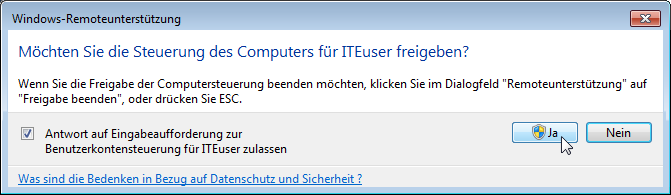 Windows-Remoteunterstützung
Möchten Sie die Steuerung des Computers für ITEuser freigeben?
Wenn Sie die Freigabe der Computersteuerung beenden möchten, klicken Sie im Dialogfeld "Remoteunterstützung" auf
"Freigabe beenden", oder drücken Sie ESC.
Antwort auf Eingabeaufforderung zur
Benutzerkontensteuerung für ITEuser zulassen
Ja
Nein
Was sind die Bedenken in Bezug auf Datenschutz und Sicherheit ?